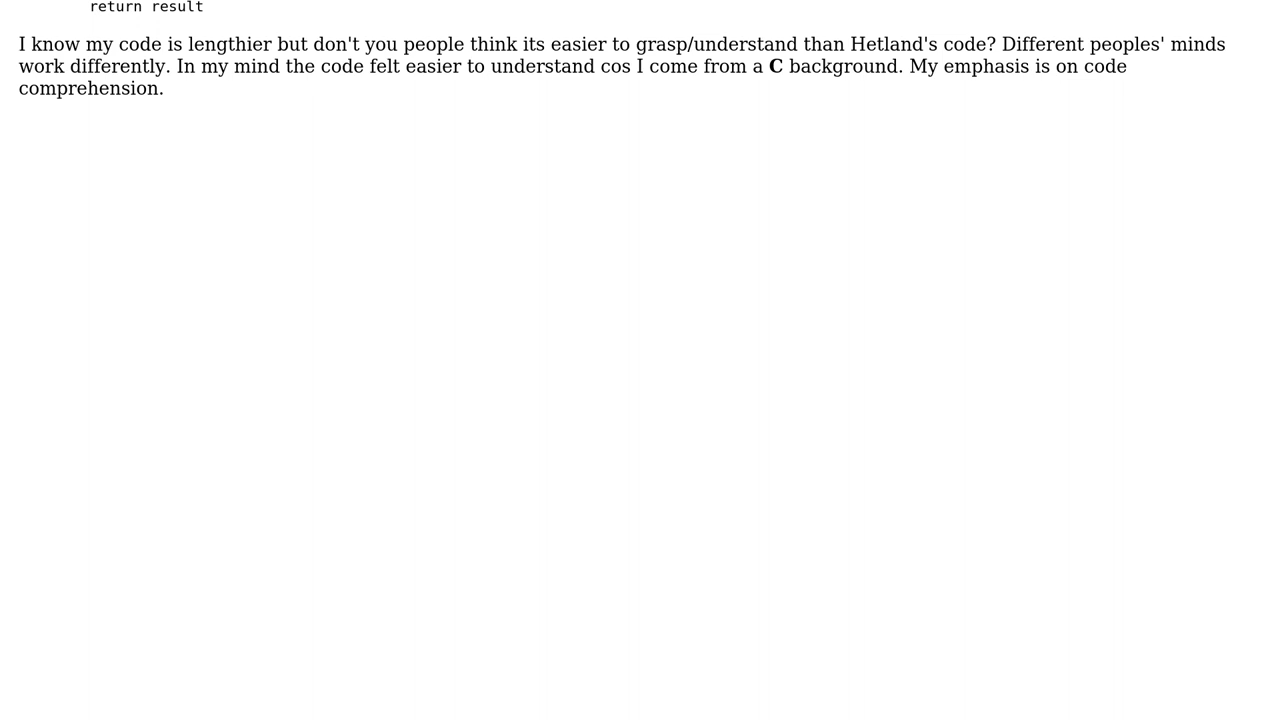 return result
I know my code is lengthier but don't you people think its easier to grasp/understand than Hetland's code? Different peoples' minds
work differently. In my mind the code felt easier to understand cos I come from a C background. My emphasis is on code
comprehension.